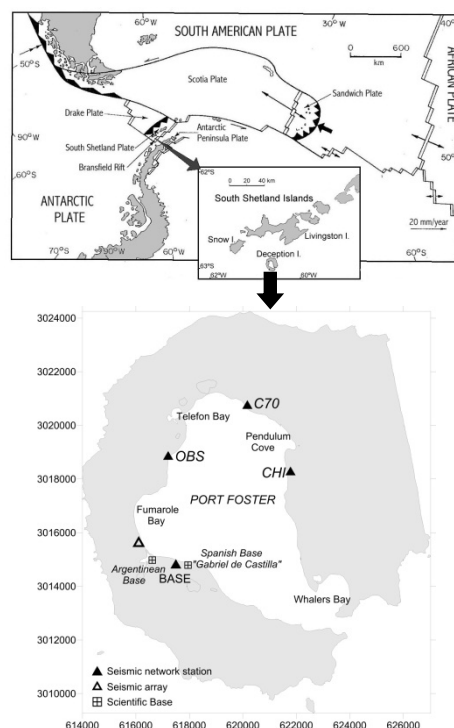 60°W
30°W
40°
SOUTH AMERICAN PLATE
AFRICAN PLATE
0
600
km
50°S
Scotia Plate
Sandwich Plate
Drake Plate
Antarctic
Peninsula Plate
South Shetland Plate
Bransfield Rift
60°S
ANTARCTIC
PLATE
20 mm/year
70°S
60°W
30°W
0 20 40
km
62°S
South Shetland Islands
Snow I.
Livingston I.
Deception I.
63°S
62°W
60°W
3024000
3022000
3020000
3018000
3016000
3014000
3012000
3010000
C70
Telefon Bay
Pendulum
Cove
OBS
CHI
PORT FOSTER
Fumarole
Bay
Spanish Base
"Gabriel de Castilla"
Argentinean
Base
BASE
Whalers Bay
Seismic network station
Seismic array
Scientific Base
614000
616000
618000
620000
622000
624000
626000